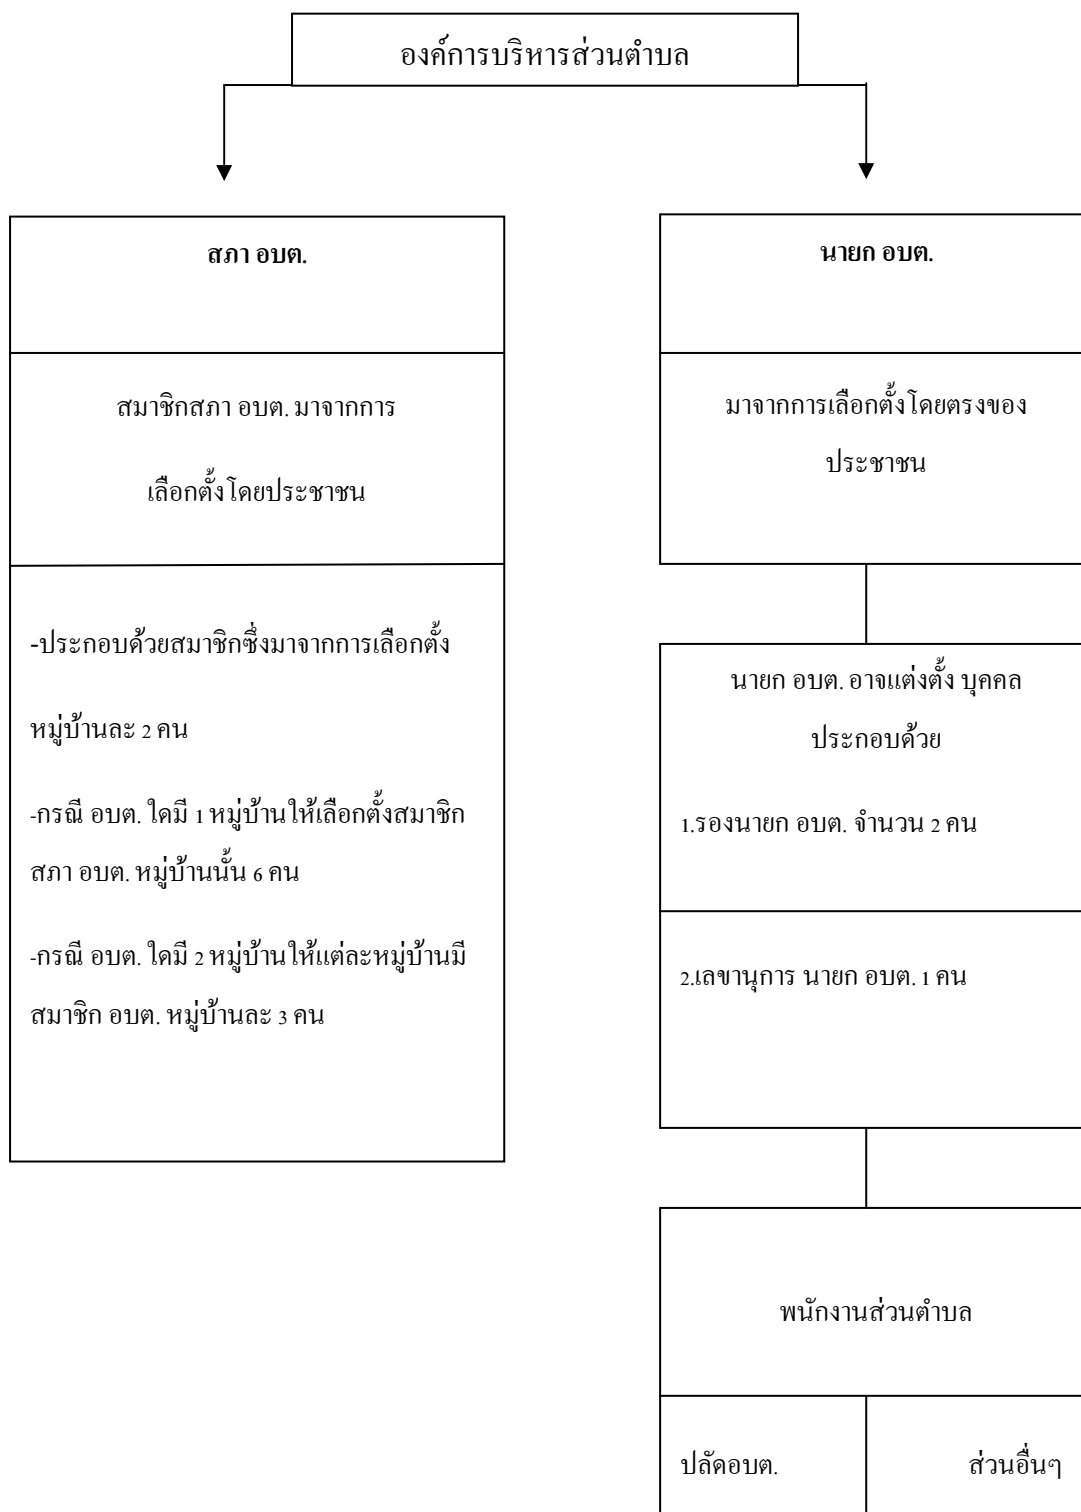 องค์การบริหารส่วนตำบล
สภา อบต.
สมาชิกสภา อบต. มาจากการ
เลือกตั้งโดยประชาชน
-ประกอบด้วยสมาชิกซึ่งมาจากการเลือกตั้ง
หมู่บ้านละ 2 คน
-กรณี อบต. ใดมี 1 หมู่บ้านให้เลือกตั้งสมาชิก
สภา อบต. หมู่บ้านนั้น 6 คน
-กรณี อบต. ใดมี 2 หมู่บ้านให้แต่ละหมู่บ้านมี
สมาชิก อบต. หมู่บ้านละ 3 คน
นายก อบต.
มาจากการเลือกตั้งโดยตรงของ
ประชาชน
นายก อบต. อาจแต่งตั้ง บุคคล
ประกอบด้วย
1.รองนายก อบต. จำนวน 2 คน
2.เลขานุการ นายก อบต. 1 คน
พนักงานส่วนตำบล
ปลัดอบต.
ส่วนอื่นๆ